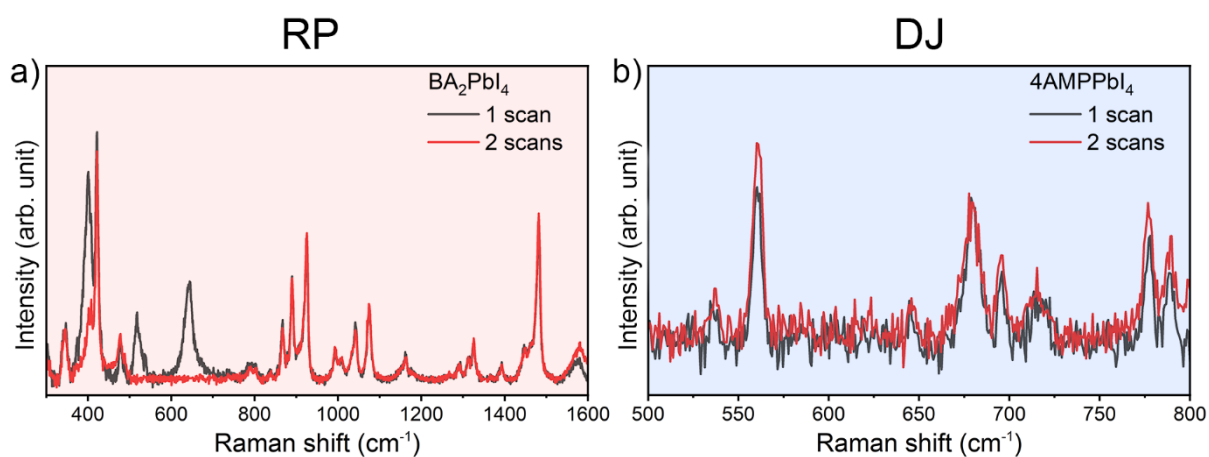 RP
DJ
a)
BA₂PbI₄
1 scan
2 scans
Intensity (arb. unit)
400 600 800 1000 1200 1400 1600
Raman shift (cm⁻¹)
b)
4AMPPbI₄
1 scan
2 scans
Intensity (arb. unit)
500 550 600 650 700 750 800
Raman shift (cm⁻¹)